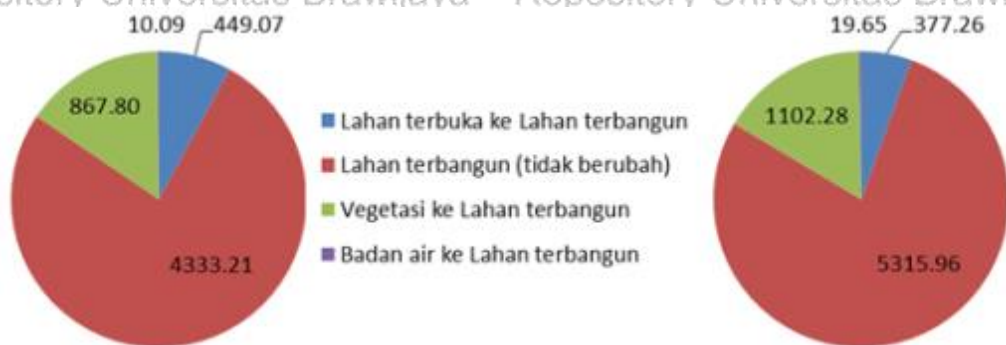 10.09 449.07
867.80
4333.21
Lahan terbuka ke Lahan terbangun
Lahan terbangun (tidak berubah)
Vegetasi ke Lahan terbangun
Badan air ke Lahan terbangun
19.65 377.26
1102.28
5315.96